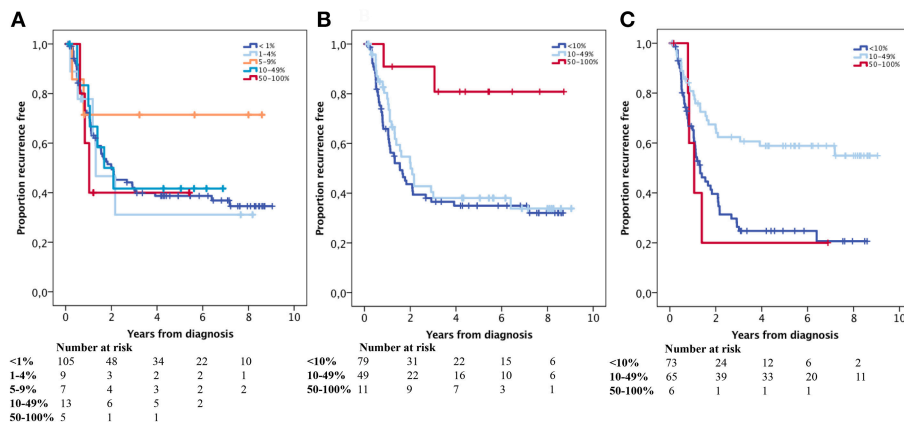 A
Proportion recurrence free
1,0
0,8
0,6
0,4
0,2
0,0
< 1%
1-4%
5-9%
10-49%
50-100%
0 2 4 6 8 10
Years from diagnosis
Number at risk
<1% 105 48 34 22 10
1-4% 9 3 2 2 1
5-9% 7 4 3 2 2
10-49% 13 6 5 2
50-100% 5 1 1
B
Proportion recurrence free
1,0
0,8
0,6
0,4
0,2
0,0
<10%
10-49%
50-100%
0 2 4 6 8 10
Years from diagnosis
Number at risk
<10% 79 31 22 15 6
10-49% 49 22 16 10 6
50-100% 11 9 7 3 1
C
Proportion recurrence free
1,0
0,8
0,6
0,4
0,2
0,0
<10%
10-49%
50-100%
0 2 4 6 8 10
Years from diagnosis
Number at risk
<10% 73 24 12 6 2
10-49% 65 39 33 20 11
50-100% 6 1 1 1